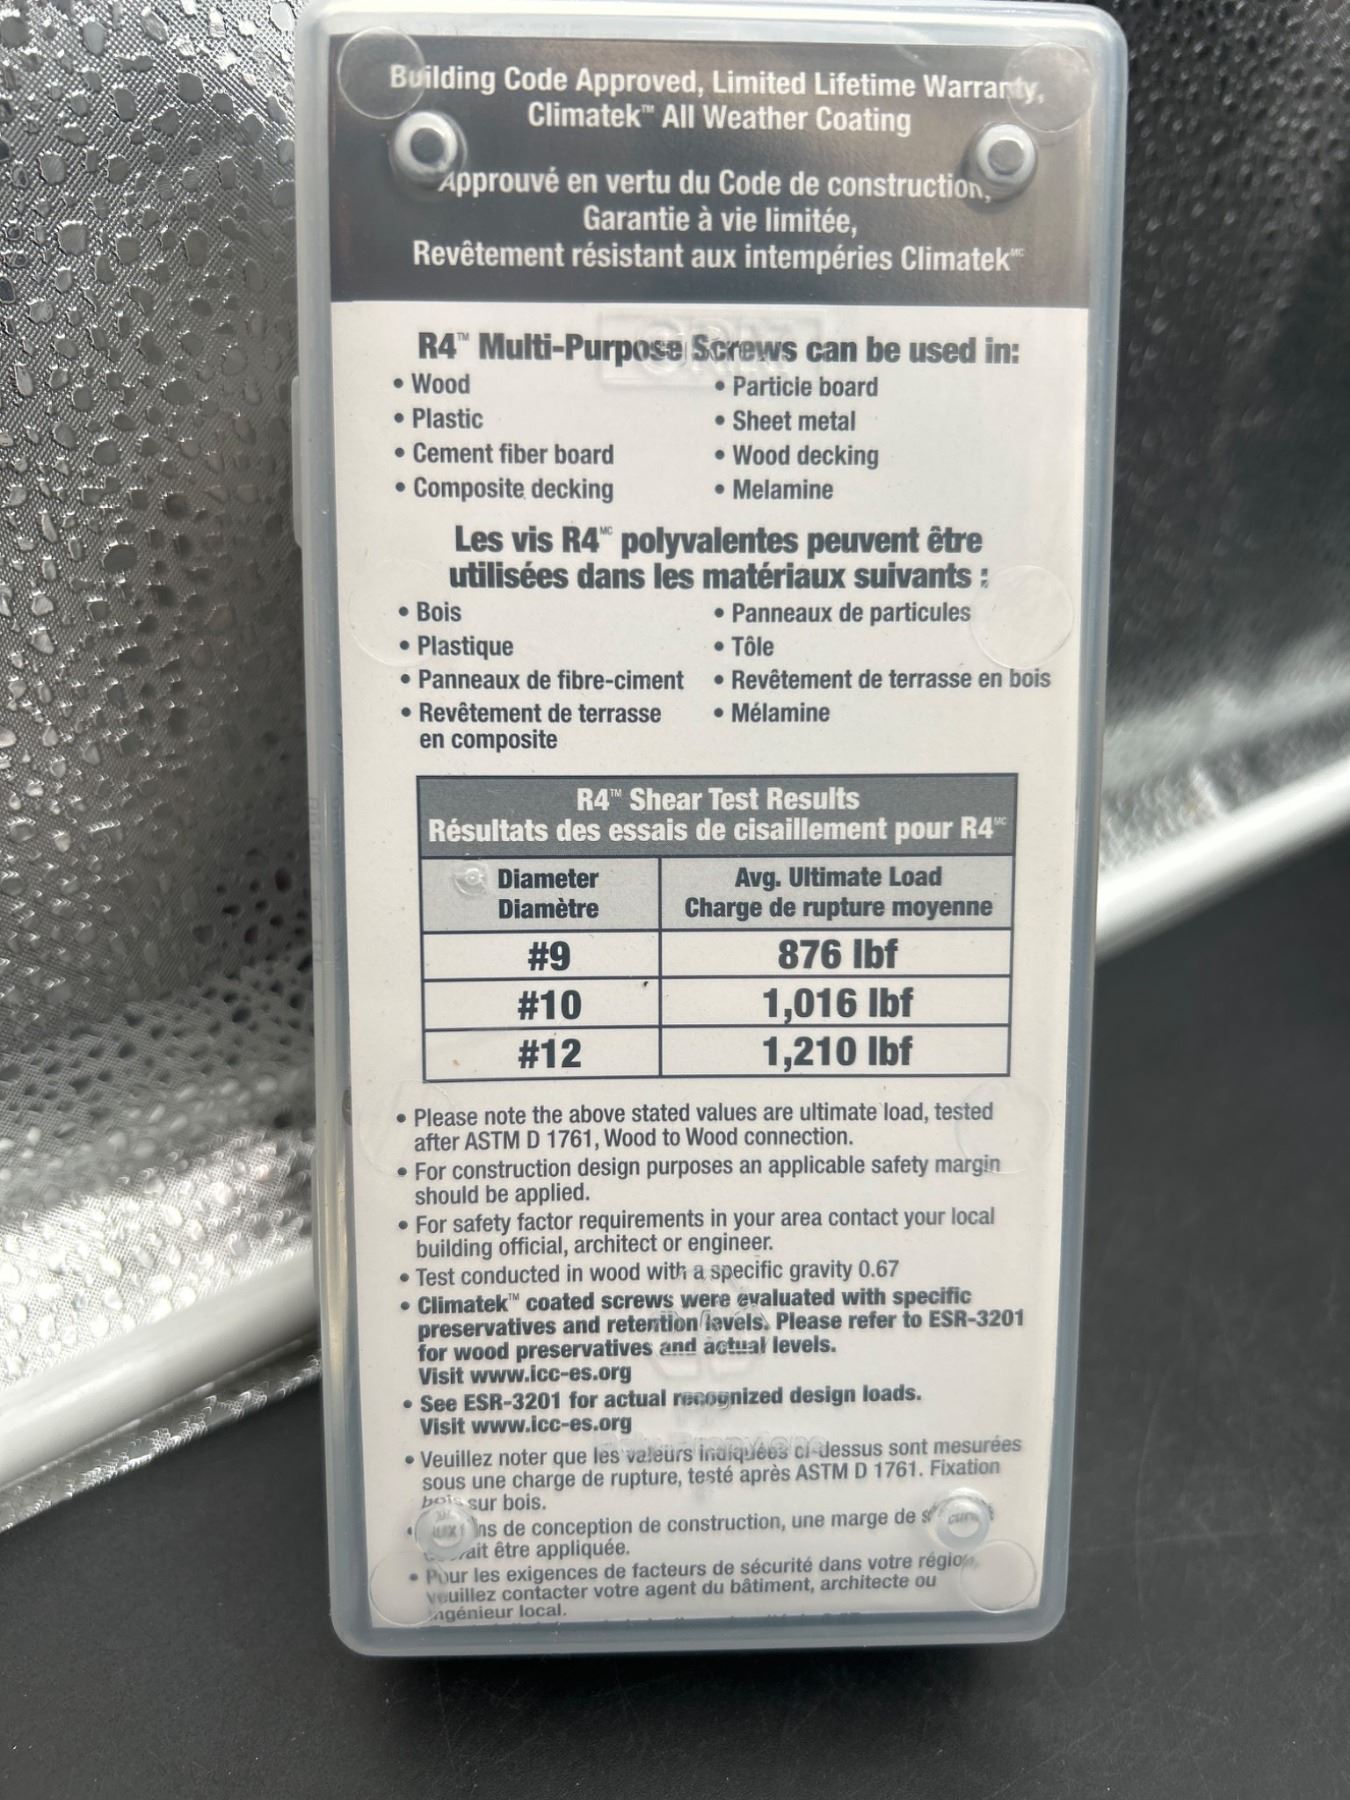 Building Code Approved, Limited Lifetime Warranty,
Climatek™ All Weather Coating
Approuvé en vertu du Code de construction,
Garantie à vie limitée,
Revêtement résistant aux intempéries Climatek MC
R4™ Multi-Purpose Screws can be used in:
• Wood
• Plastic
• Cement fiber board
• Composite decking
• Particle board
• Sheet metal
• Wood decking
• Melamine
Les vis R4 MC polyvalentes peuvent être
utilisées dans les matériaux suivants :
• Bois
• Plastique
• Panneaux de fibre-ciment
• Revêtement de terrasse
en composite
• Panneaux de particules
• Tôle
• Revêtement de terrasse en bois
• Mélamine
R4™ Shear Test Results
Résultats des essais de cisaillement pour R4 MC
Diameter
Diamètre
Avg. Ultimate Load
Charge de rupture moyenne
#9 876 lbf
#10 1,016 lbf
#12 1,210 lbf
• Please note the above stated values are ultimate load, tested
after ASTM D 1761, Wood to Wood connection.
• For construction design purposes an applicable safety margin
should be applied.
• For safety factor requirements in your area contact your local
building official, architect or engineer.
• Test conducted in wood with a specific gravity 0.67
• Climatek™ coated screws were evaluated with specific
preservatives and retention levels. Please refer to ESR-3201
for wood preservatives and actual levels.
Visit www.icc-es.org
• See ESR-3201 for actual recognized design loads.
Visit www.icc-es.org
• Veuillez noter que les valeurs indiquées ci-dessus sont mesurées
sous une charge de rupture, testé après ASTM D 1761. Fixation
bois sur bois.
de conception de construction, une marge de
être appliquée.
• Pour les exigences de facteurs de sécurité dans votre région,
veuillez contacter votre agent du bâtiment, architecte ou
ingénieur local.